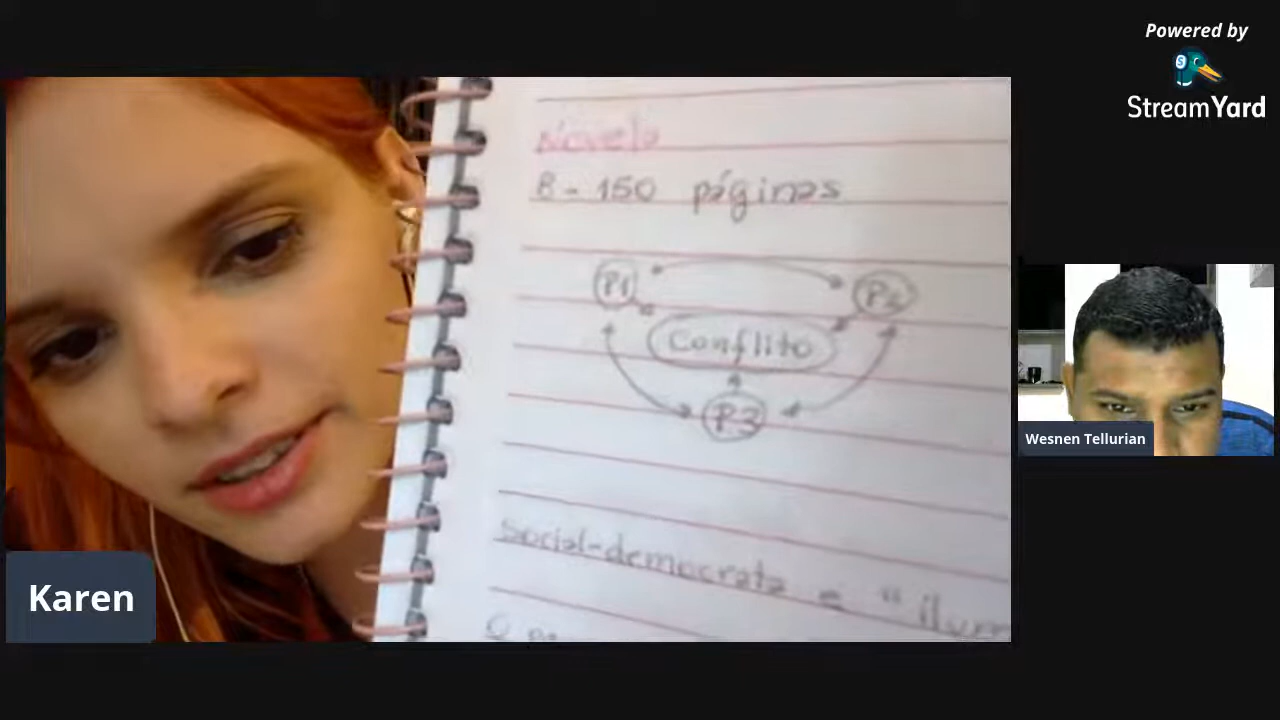 Powered by
StreamYard
Novela
8 - 150 páginas
P1
P2
Conflito
P3
Social-democrata e "ilum
Karen
Wesnen Tellurian